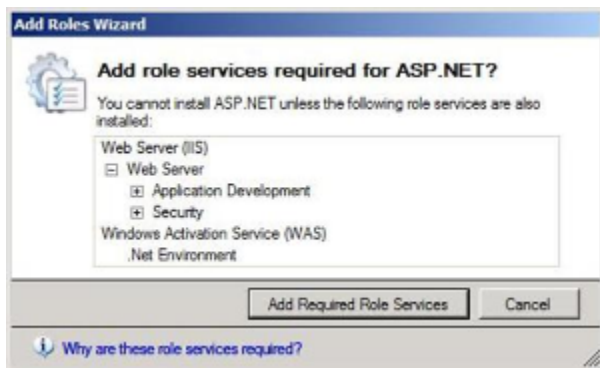 Add Roles Wizard
Add role services required for ASP.NET?
You cannot install ASP.NET unless the following role services are also
installed:
Web Server (IIS)
Web Server
Application Development
Security
Windows Activation Service (WAS)
.Net Environment
Add Required Role Services
Cancel
Why are these role services required?